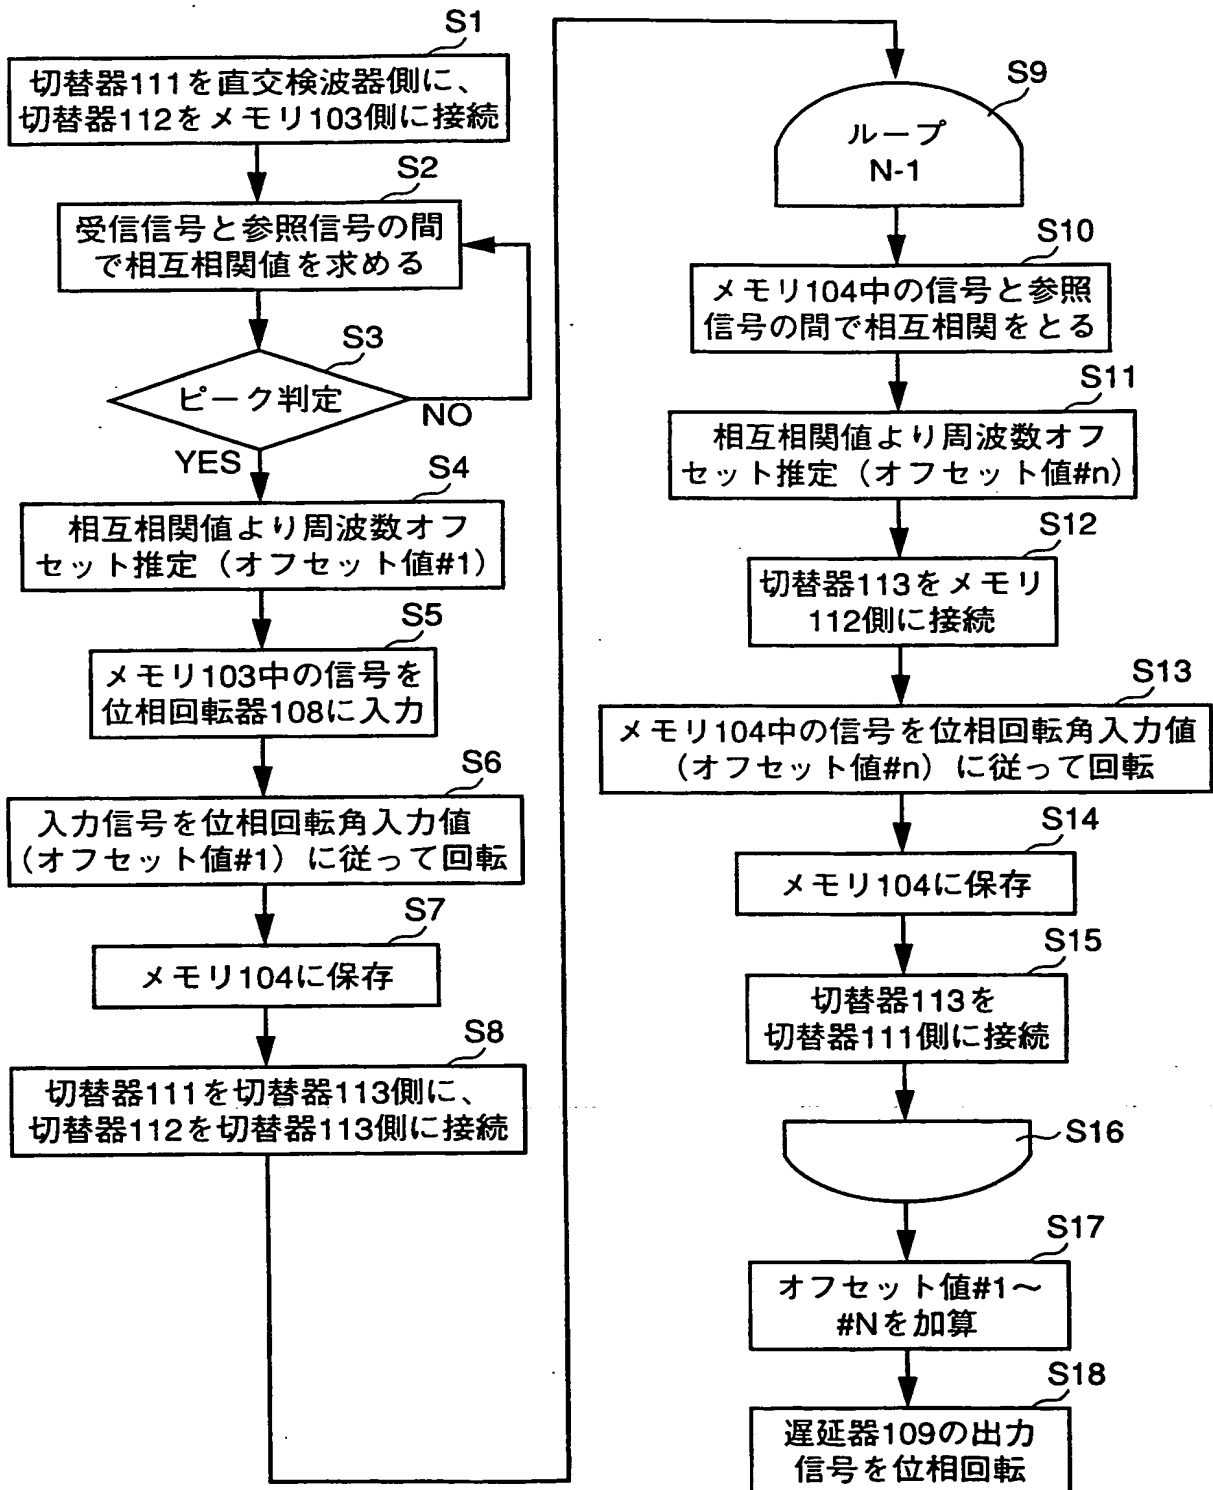 S1
切替器111を直交検波器側に、
切替器112をメモリ103側に接続
S2
受信信号と参照信号の間
で相互相関値を求める
S3
ピーク判定
NO
YES
S4
相互相関値より周波数オフ
セット推定（オフセット値#1）
S5
メモリ103中の信号を
位相回転器108に入力
S6
入力信号を位相回転角入力値
（オフセット値#1）に従って回転
S7
メモリ104に保存
S8
切替器111を切替器113側に、
切替器112を切替器113側に接続
S9
ループ
N-1
S10
メモリ104中の信号と参照
信号の間で相互相関をとる
S11
相互相関値より周波数オフ
セット推定（オフセット値#n）
S12
切替器113をメモリ
112側に接続
S13
メモリ104中の信号を位相回転角入力値
（オフセット値#n）に従って回転
S14
メモリ104に保存
S15
切替器113を
切替器111側に接続
S16
S17
オフセット値#1～
#Nを加算
S18
遅延器109の出力
信号を位相回転